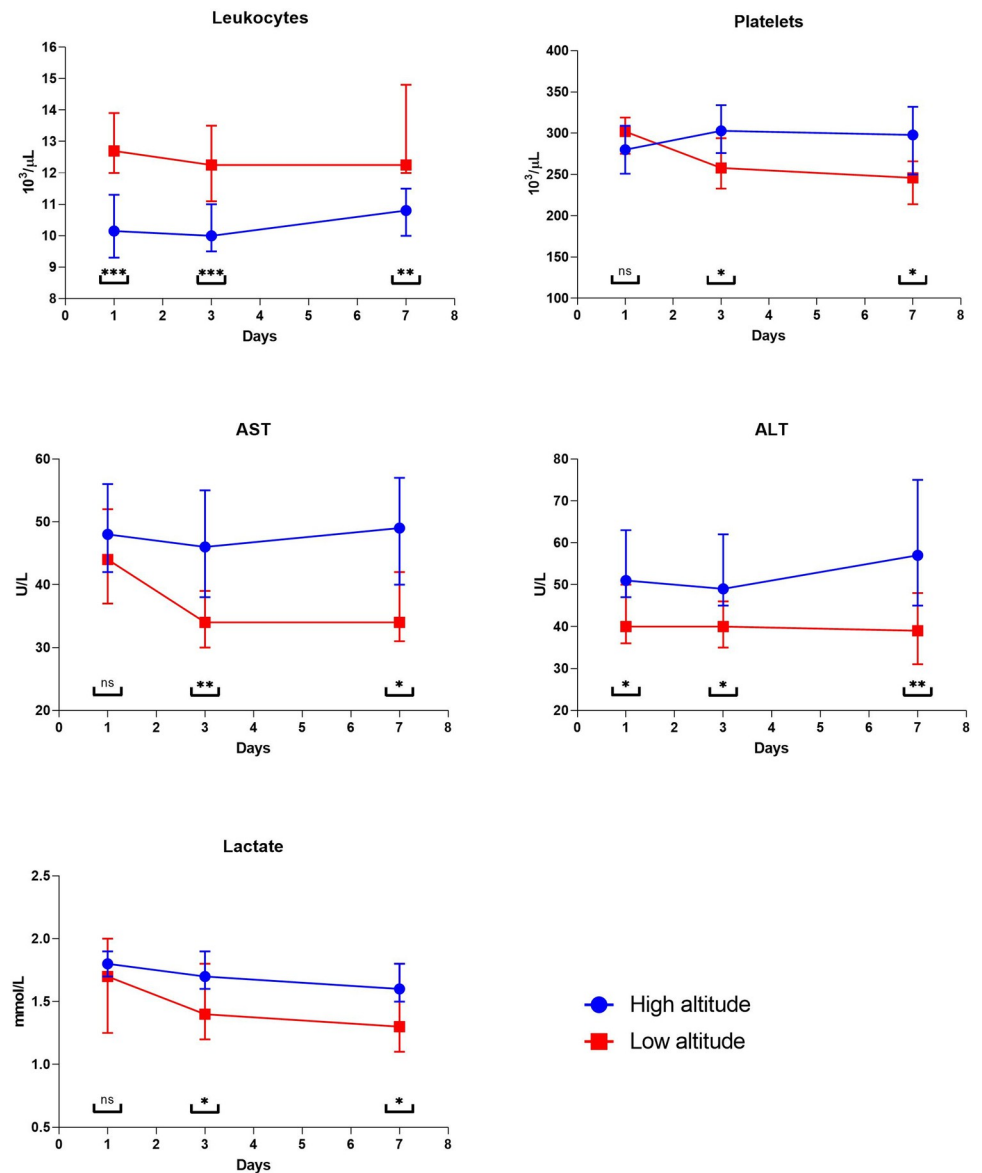 Leukocytes
16
15
14
13
12
11
10
9
8
10³/µL
*** *** **
0 1 2 3 4 5 6 7 8
Days
Platelets
400
350
300
250
200
150
100
10³/µL
ns * *
0 1 2 3 4 5 6 7 8
Days
AST
60
50
40
30
20
U/L
ns ** *
0 1 2 3 4 5 6 7 8
Days
ALT
80
70
60
50
40
30
20
U/L
* * **
0 1 2 3 4 5 6 7 8
Days
Lactate
2.5
2.0
1.5
1.0
0.5
mmol/L
ns * *
0 1 2 3 4 5 6 7 8
Days
High altitude
Low altitude